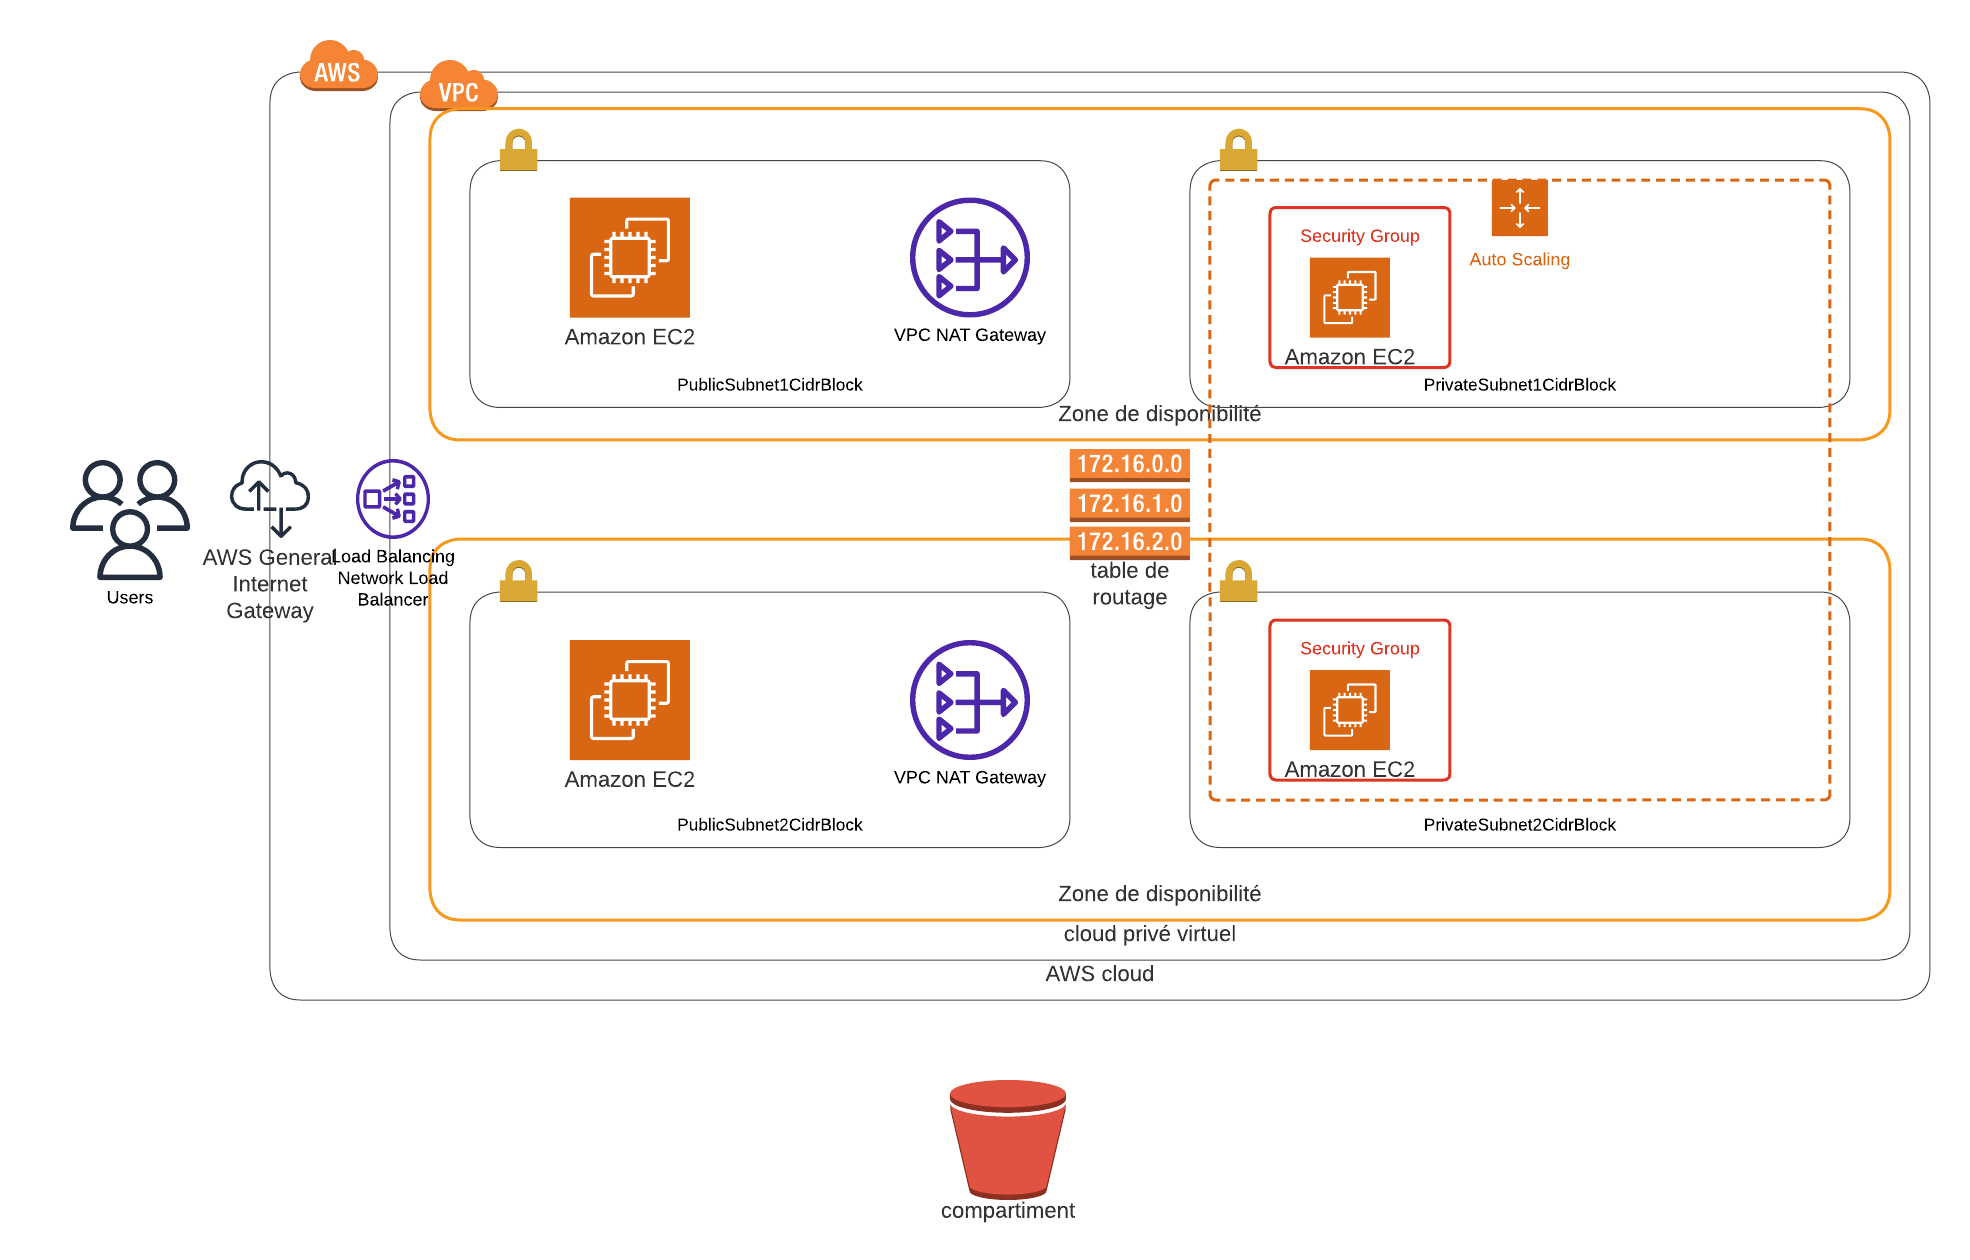 AWS
VPC
Amazon EC2
VPC NAT Gateway
PublicSubnet1CidrBlock
Security Group
Amazon EC2
Auto Scaling
PrivateSubnet1CidrBlock
Zone de disponibilité
172.16.0.0
172.16.1.0
172.16.2.0
table de
routage
Users
AWS General
Internet
Gateway
Load Balancing
Network Load
Balancer
Amazon EC2
VPC NAT Gateway
PublicSubnet2CidrBlock
Security Group
Amazon EC2
PrivateSubnet2CidrBlock
Zone de disponibilité
cloud privé virtuel
AWS cloud
compartiment